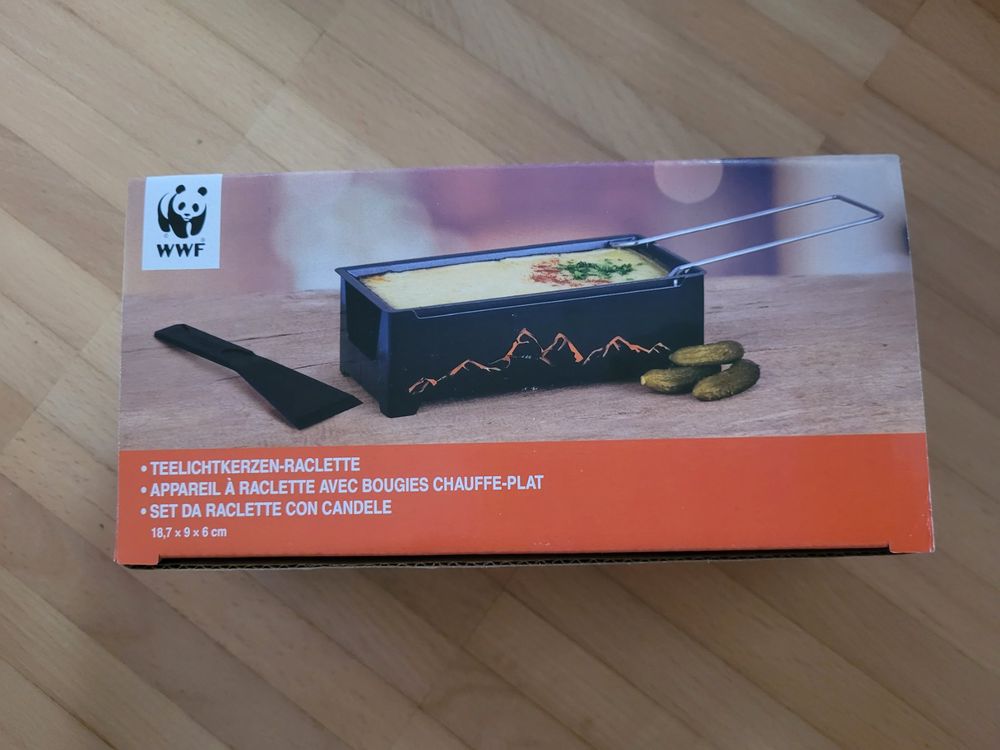 WWF
• TEELICHTKERZEN-RACLETTE
• APPAREIL À RACLETTE AVEC BOUGIES CHAUFFE-PLAT
• SET DA RACLETTE CON CANDELE
18,7 x 9 x 6 cm